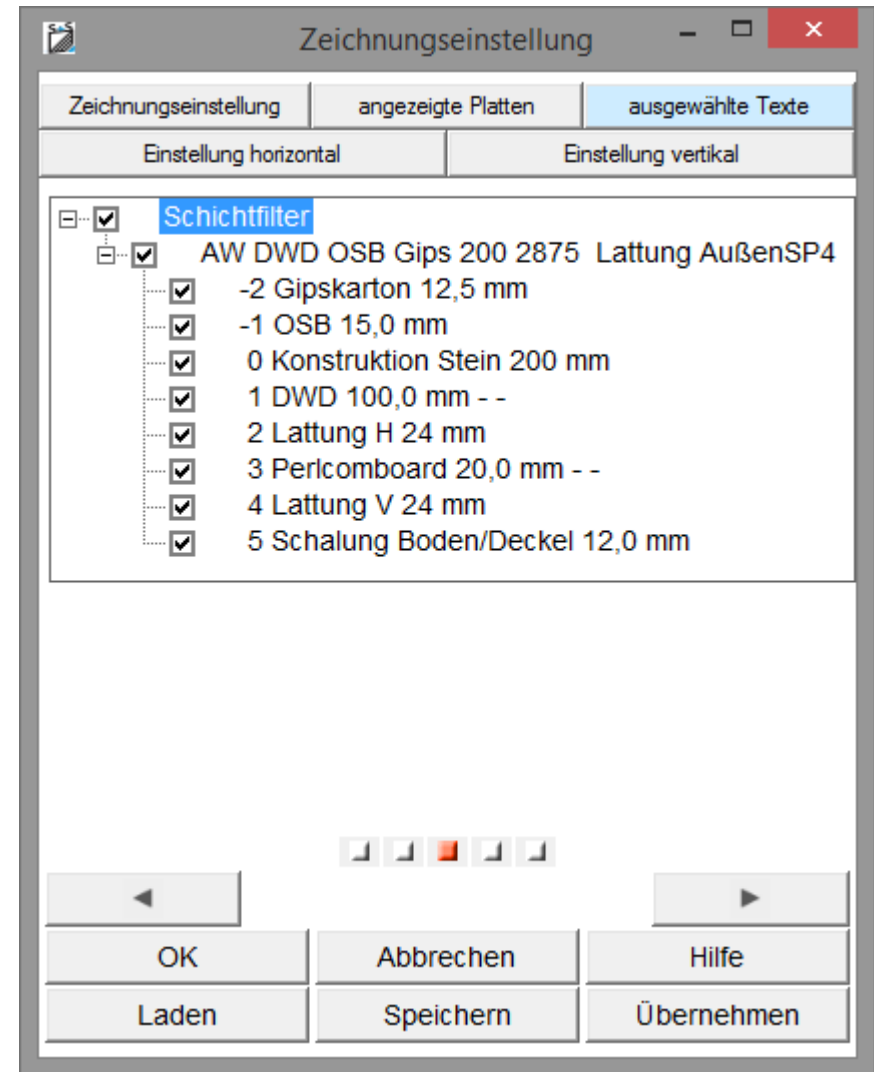 Zeichnungseinstellung
Zeichnungseinstellung angezeigte Platten ausgewählte Texte
Einstellung horizontal Einstellung vertikal
Schichtfilter
AW DWD OSB Gips 200 2875 Lattung AußenSP4
-2 Gipskarton 12,5 mm
-1 OSB 15,0 mm
0 Konstruktion Stein 200 mm
1 DWD 100,0 mm - -
2 Lattung H 24 mm
3 Perlcomboard 20,0 mm - -
4 Lattung V 24 mm
5 Schalung Boden/Deckel 12,0 mm
OK Abbrechen Hilfe
Laden Speichern Übernehmen